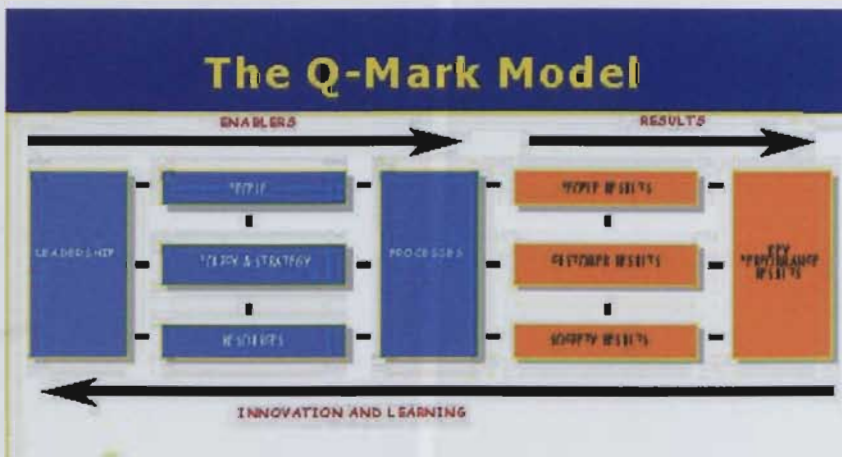 The Q-Mark Model
ENABLERS
RESULTS
LEADERSHIP
PEOPLE
POLICY & STRATEGY
RESOURCES
PROCESSES
PEOPLE RESULTS
CUSTOMER RESULTS
SOCIETY RESULTS
KEY
PERFORMANCE
RESULTS
INNOVATION AND LEARNING